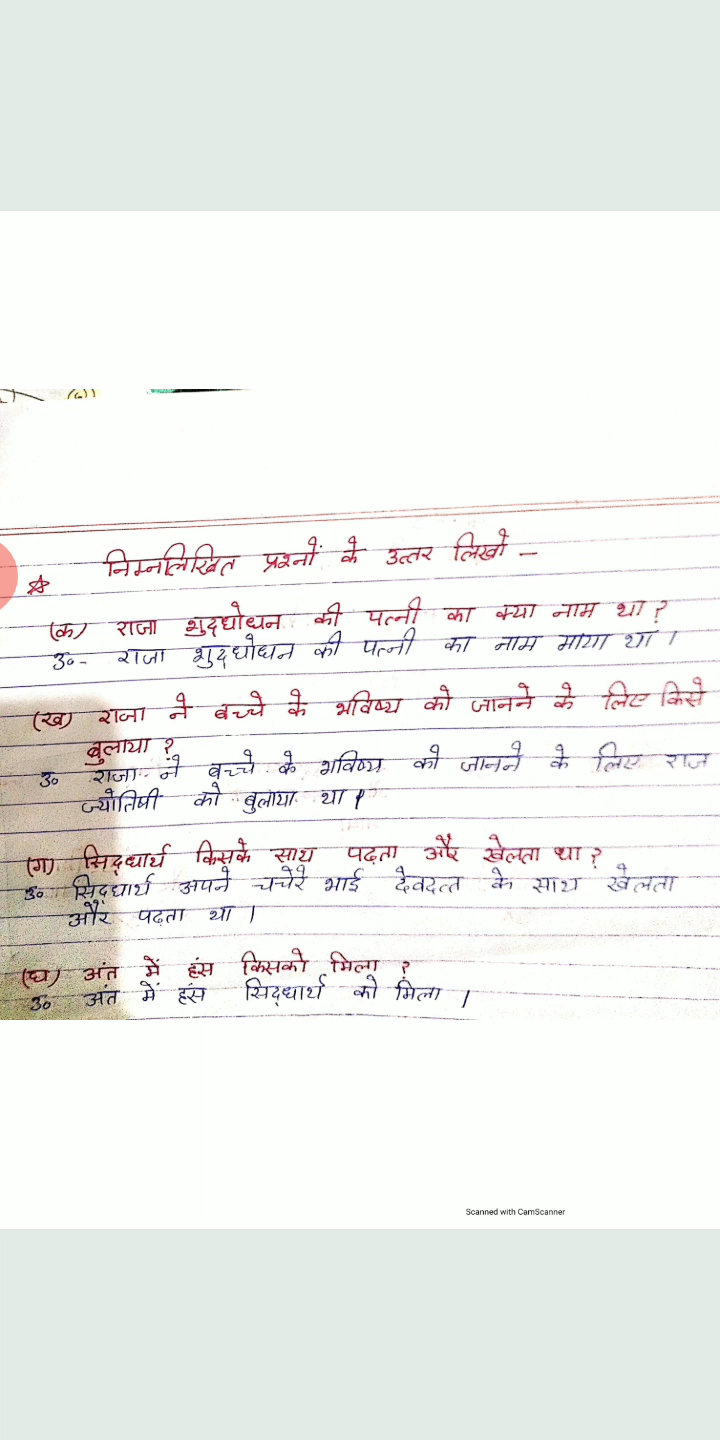 निम्नलिखित प्रश्नों के उत्तर लिखो -
(क) राजा शुद्धोधन की पत्नी का क्या नाम था ?
उ०- राजा शुद्धोधन की पत्नी का नाम माया था ।
(ख) राजा ने बच्चे के भविष्य को जानने के लिए किसे
बुलाया ?
उ० राजा ने बच्चे के भविष्य को जानने के लिए राज
ज्योतिषी को बुलाया था ।
(ग) सिद्धार्थ किसके साथ पढ़ता और खेलता था ?
उ० सिद्धार्थ अपने चचेरे भाई देवदत्त के साथ खेलता
और पढ़ता था ।
(घ) अंत में हंस किसको मिला ?
उ० अंत में हंस सिद्धार्थ को मिला ।
Scanned with CamScanner